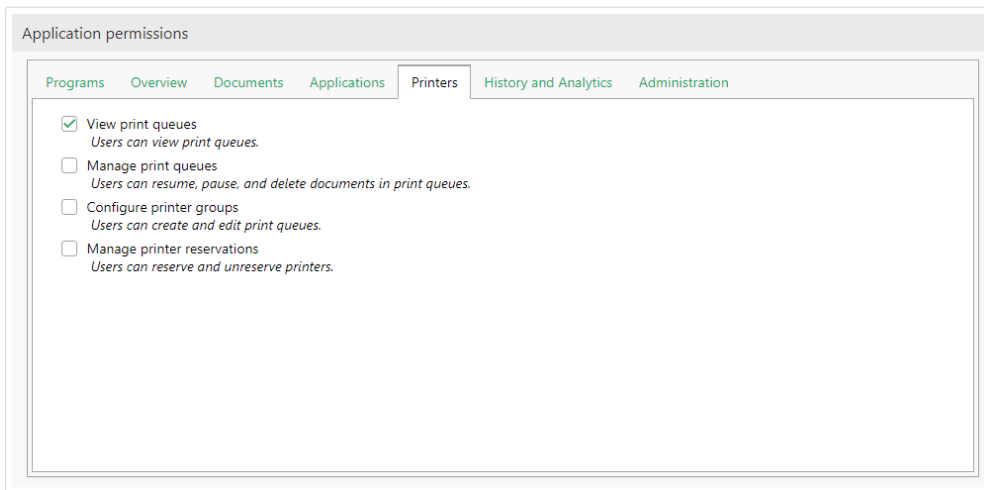 Application permissions
Programs Overview Documents Applications Printers History and Analytics Administration
View print queues
Users can view print queues.
Manage print queues
Users can resume, pause, and delete documents in print queues.
Configure printer groups
Users can create and edit print queues.
Manage printer reservations
Users can reserve and unreserve printers.